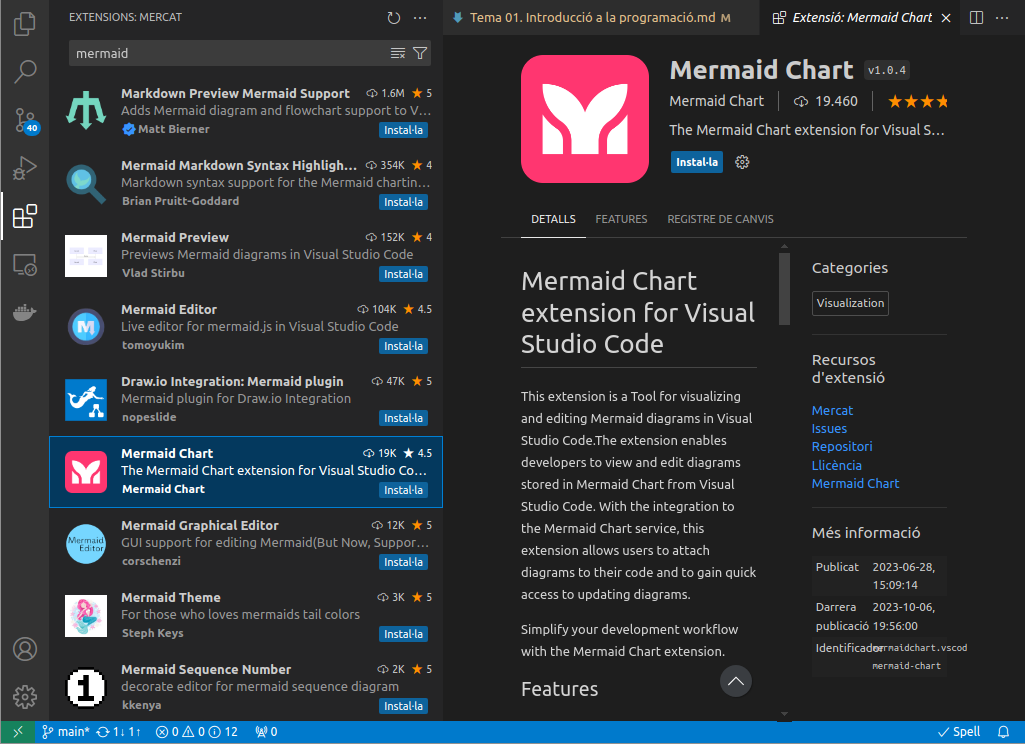 EXTENSIONS: MERCAT
mermaid
Markdown Preview Mermaid Support 1.6M 5
Adds Mermaid diagram and flowchart support to V…
Matt Bierner Instal·la
Mermaid Markdown Syntax Highligh… 354K 4
Markdown syntax support for the Mermaid chartin…
Brian Pruitt-Goddard Instal·la
Mermaid Preview 152K 4
Previews Mermaid diagrams in Visual Studio Code
Vlad Stirbu Instal·la
Mermaid Editor 104K 4.5
Live editor for mermaid.js in Visual Studio Code
tomoyukim Instal·la
Draw.io Integration: Mermaid plugin 47K 5
Mermaid plugin for Draw.io Integration
nopeslide Instal·la
Mermaid Chart 19K 4.5
The Mermaid Chart extension for Visual Studio Co…
Mermaid Chart Instal·la
Mermaid
Editor
Mermaid Graphical Editor 12K 5
GUI support for editing Mermaid(But Now, Suppor…
corschenzi Instal·la
Mermaid Theme 3K 5
For those who loves mermaids tail colors
Steph Keys Instal·la
1
Mermaid Sequence Number 2K 5
decorate editor for mermaid sequence diagram
kkenya Instal·la
40
M
Tema 01. Introducció a la programació.md M
Extensió: Mermaid Chart
Mermaid Chart v1.0.4
Mermaid Chart 19.460
The Mermaid Chart extension for Visual S…
Instal·la
DETALLS FEATURES REGISTRE DE CANVIS
Mermaid Chart
extension for Visual
Studio Code
This extension is a Tool for visualizing
and editing Mermaid diagrams in Visual
Studio Code.The extension enables
developers to view and edit diagrams
stored in Mermaid Chart from Visual
Studio Code. With the integration to
the Mermaid Chart service, this
extension allows users to attach
diagrams to their code and to gain quick
access to updating diagrams.
Simplify your development workflow
with the Mermaid Chart extension.
Features
Categories
Visualization
Recursos
d'extensió
Mercat
Issues
Repositori
Llicència
Mermaid Chart
Més informació
Publicat 2023-06-28,
15:09:14
Darrera 2023-10-06,
publicació 19:56:00
Identificador
mermaid-chart
main* 1↓ 1↑ 0 0 12 0 Spell